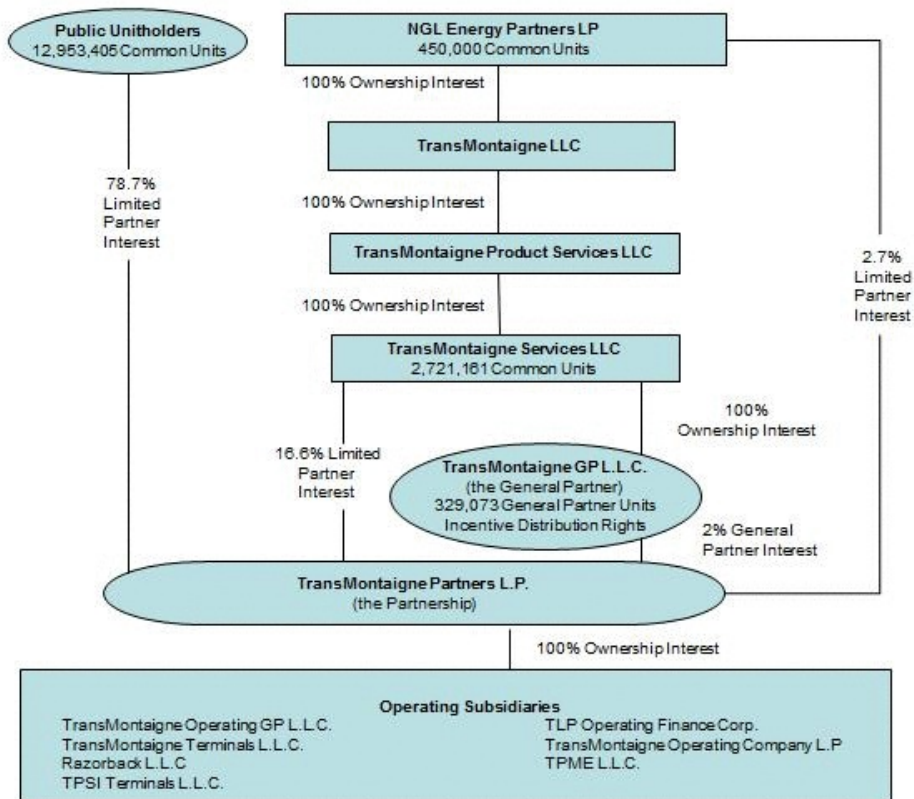 Public Unitholders
12,953,405 Common Units
NGL Energy Partners LP
450,000 Common Units
100% Ownership Interest
TransMontaigne LLC
78.7%
Limited
Partner
Interest
100% Ownership Interest
TransMontaigne Product Services LLC
2.7%
Limited
Partner
Interest
100% Ownership Interest
TransMontaigne Services LLC
2,721,161 Common Units
100%
Ownership Interest
16.6% Limited
Partner
Interest
TransMontaigne GP L.L.C.
(the General Partner)
329,073 General Partner Units
Incentive Distribution Rights
2% General
Partner Interest
TransMontaigne Partners L.P.
(the Partnership)
100% Ownership Interest
Operating Subsidiaries
TransMontaigne Operating GP L.L.C.
TransMontaigne Terminals L.L.C.
Razorback L.L.C
TPSI Terminals L.L.C.
TLP Operating Finance Corp.
TransMontaigne Operating Company L.P
TPME L.L.C.